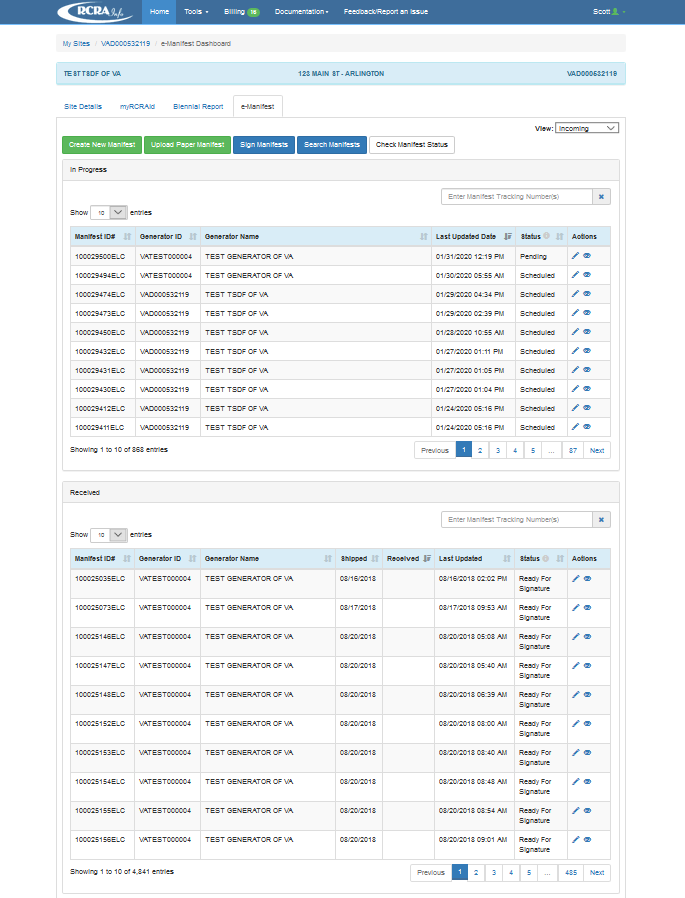 RCRAInfo Home Tools Billing 18 Documentation Feedback/Report an Issue Scott
My Sites / VAD000532119 / e-Manifest Dashboard
TEST TSDF OF VA 123 MAIN ST - ARLINGTON VAD000532119
Site Details myRCRAid Biennial Report e-Manifest
View: Incoming
Create New Manifest Upload Paper Manifest Sign Manifests Search Manifests Check Manifest Status
In Progress
Enter Manifest Tracking Number(s)
Show 10 entries
Manifest ID# Generator ID Generator Name Last Updated Date Status Actions
100029500ELC VATEST000004 TEST GENERATOR OF VA 01/31/2020 12:19 PM Pending
100029494ELC VATEST000004 TEST GENERATOR OF VA 01/30/2020 05:55 AM Scheduled
100029474ELC VAD000532119 TEST TSDF OF VA 01/29/2020 04:34 PM Scheduled
100029473ELC VAD000532119 TEST TSDF OF VA 01/29/2020 02:39 PM Scheduled
100029450ELC VAD000532119 TEST TSDF OF VA 01/28/2020 10:55 AM Scheduled
100029432ELC VAD000532119 TEST TSDF OF VA 01/27/2020 01:11 PM Scheduled
100029431ELC VAD000532119 TEST TSDF OF VA 01/27/2020 01:05 PM Scheduled
100029430ELC VAD000532119 TEST TSDF OF VA 01/27/2020 01:04 PM Scheduled
100029412ELC VAD000532119 TEST TSDF OF VA 01/24/2020 05:16 PM Scheduled
100029411ELC VAD000532119 TEST TSDF OF VA 01/24/2020 05:16 PM Scheduled
Showing 1 to 10 of 868 entries Previous 1 2 3 4 5 ... 87 Next
Received
Enter Manifest Tracking Number(s)
Show 10 entries
Manifest ID# Generator ID Generator Name Shipped Received Last Updated Status Actions
100025035ELC VATEST000004 TEST GENERATOR OF VA 08/16/2018 08/16/2018 02:02 PM Ready For
Signature
100025073ELC VATEST000004 TEST GENERATOR OF VA 08/17/2018 08/17/2018 09:53 AM Ready For
Signature
100025146ELC VATEST000004 TEST GENERATOR OF VA 08/20/2018 08/20/2018 05:08 AM Ready For
Signature
100025147ELC VATEST000004 TEST GENERATOR OF VA 08/20/2018 08/20/2018 05:40 AM Ready For
Signature
100025148ELC VATEST000004 TEST GENERATOR OF VA 08/20/2018 08/20/2018 06:39 AM Ready For
Signature
100025152ELC VATEST000004 TEST GENERATOR OF VA 08/20/2018 08/20/2018 08:00 AM Ready For
Signature
100025153ELC VATEST000004 TEST GENERATOR OF VA 08/20/2018 08/20/2018 08:40 AM Ready For
Signature
100025154ELC VATEST000004 TEST GENERATOR OF VA 08/20/2018 08/20/2018 08:48 AM Ready For
Signature
100025155ELC VATEST000004 TEST GENERATOR OF VA 08/20/2018 08/20/2018 08:54 AM Ready For
Signature
100025156ELC VATEST000004 TEST GENERATOR OF VA 08/20/2018 08/20/2018 09:01 AM Ready For
Signature
Showing 1 to 10 of 4,841 entries Previous 1 2 3 4 5 ... 485 Next